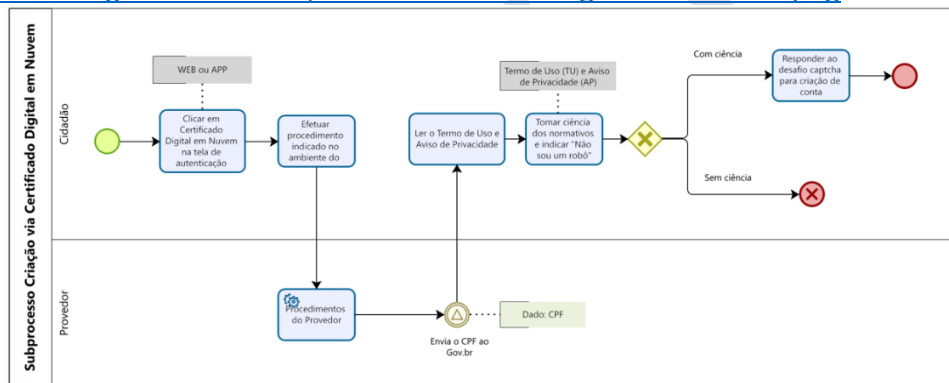 Subprocesso Criação via Certificado Digital em Nuvem
Cidadão
WEB ou APP
Clicar em
Certificado
Digital em Nuvem
na tela de
autenticação
Efetuar
procedimento
indicado no
ambiente do
Ler o Termo de Uso e
Aviso de Privacidade
Termo de Uso (TU) e Aviso
de Privacidade (AP)
Tomar ciência
dos normativos
e indicar "Não
sou um robô"
Com ciência
Responder ao
desafio captcha
para criação de
conta
Sem ciência
Provedor
Procedimentos
do Provedor
Envia o CPF ao
Gov.br
Dado: CPF